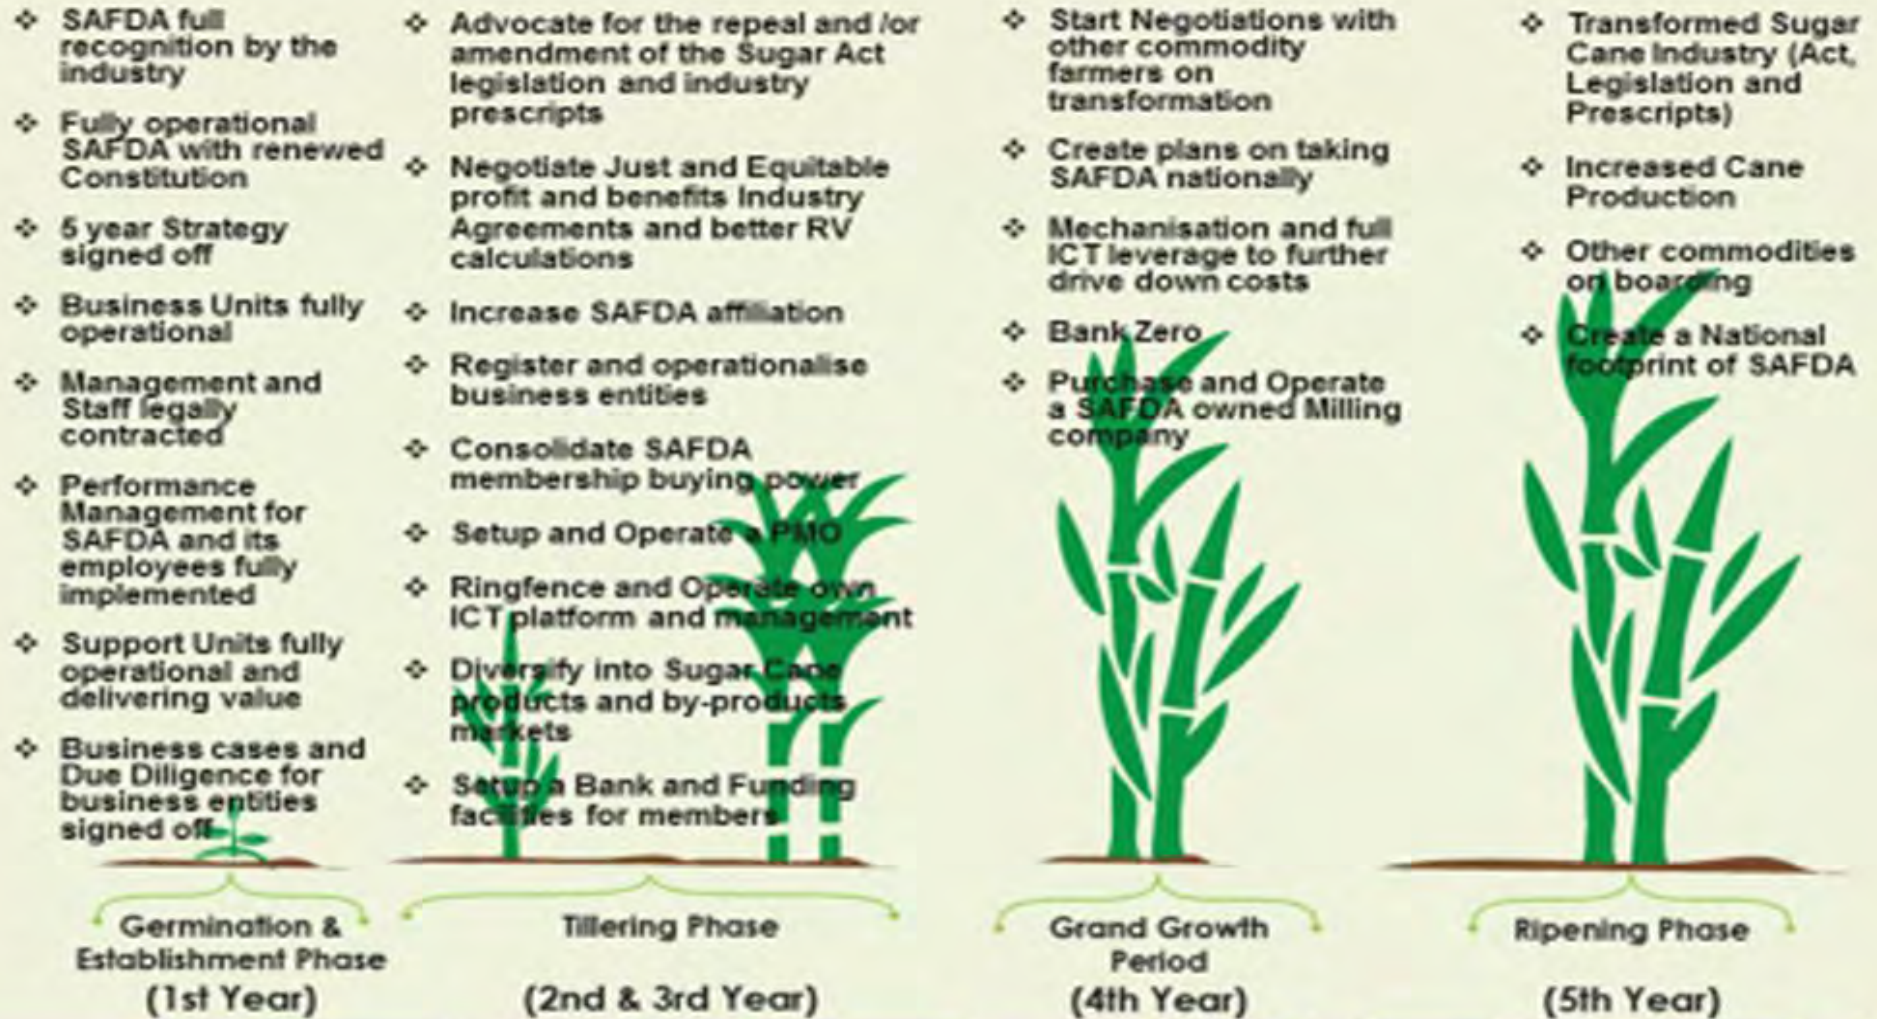 ❖ SAFDA full
recognition by the
industry
❖ Fully operational
SAFDA with renewed
Constitution
❖ 5 year Strategy
signed off
❖ Business Units fully
operational
❖ Management and
Staff legally
contracted
❖ Performance
Management for
SAFDA and its
employees fully
implemented
❖ Support Units fully
operational and
delivering value
❖ Business cases and
Due Diligence for
business entities
signed off
Germination &
Establishment Phase
(1st Year)
❖ Advocate for the repeal and /or
amendment of the Sugar Act
legislation and industry
prescripts
❖ Negotiate Just and Equitable
profit and benefits Industry
Agreements and better RV
calculations
❖ Increase SAFDA affiliation
❖ Register and operationalise
business entities
❖ Consolidate SAFDA
membership buying power
❖ Setup and Operate a PMO
❖ Ringfence and Operate own
ICT platform and management
❖ Diversify into Sugar Cane
products and by-products
markets
❖ Setup a Bank and Funding
facilities for members
Tillering Phase
(2nd & 3rd Year)
❖ Start Negotiations with
other commodity
farmers on
transformation
❖ Create plans on taking
SAFDA nationally
❖ Mechanisation and full
ICT leverage to further
drive down costs
❖ Bank Zero
❖ Purchase and Operate
a SAFDA owned Milling
company
Grand Growth
Period
(4th Year)
❖ Transformed Sugar
Cane Industry (Act,
Legislation and
Prescripts)
❖ Increased Cane
Production
❖ Other commodities
on boarding
❖ Create a National
footprint of SAFDA
Ripening Phase
(5th Year)